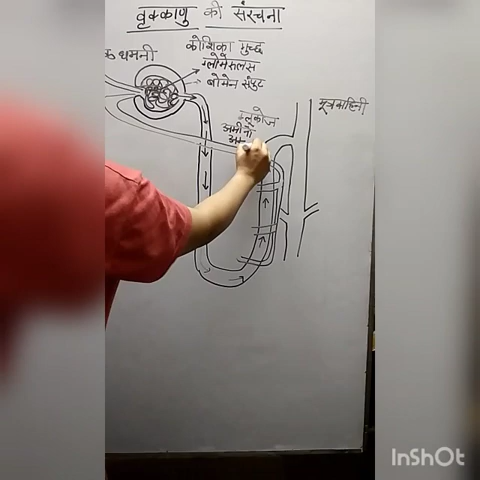 वृक्काणु की संरचना
धमनी
कोशिका गुच्छ
ग्लोमेरूलस
बोमेन संपुट
ग्लूकोज
अमीनो
मूत्रवाहिनी
InShOt